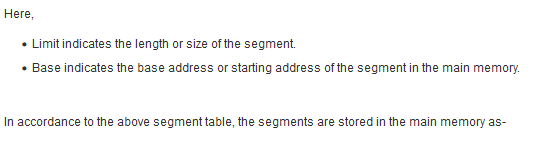 Here,
• Limit indicates the length or size of the segment.
• Base indicates the base address or starting address of the segment in the main memory.
In accordance to the above segment table, the segments are stored in the main memory as-